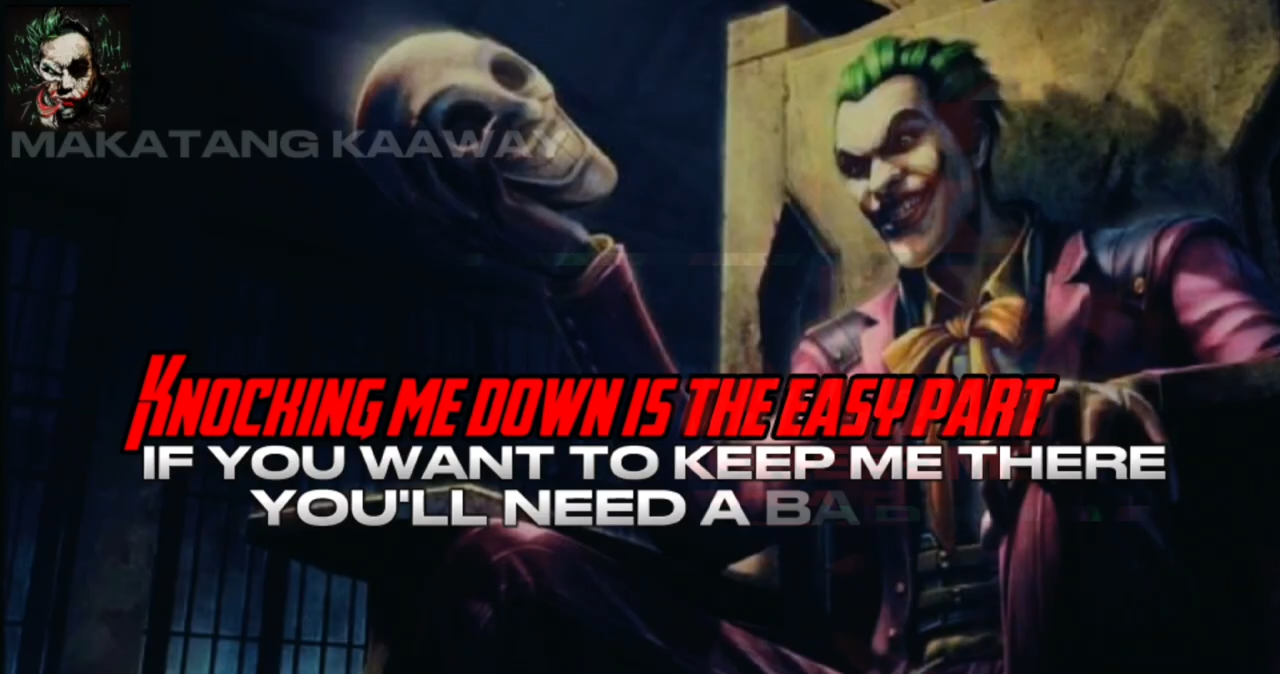 MAKATANG KAAWAY
KNOCKING ME DOWN IS THE EASY PART
IF YOU WANT TO KEEP ME THERE
YOU'LL NEED A